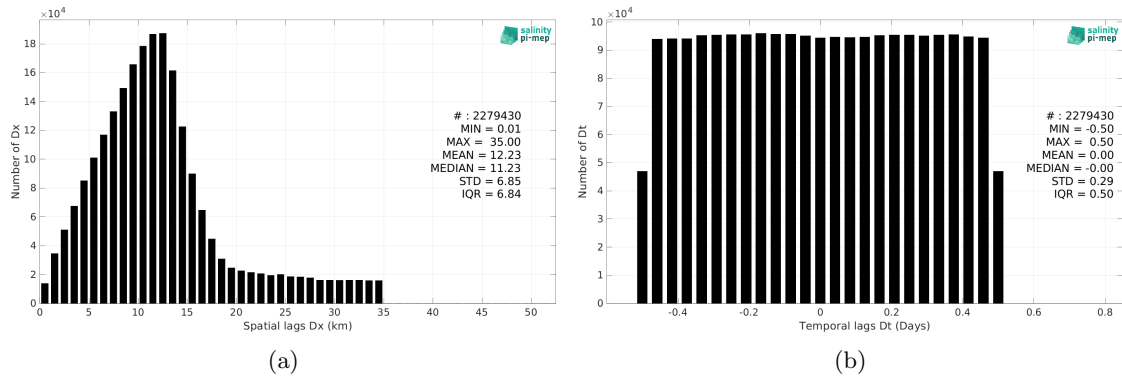 ×10⁴
18
16
14
12
10
8
6
4
2
0
Number of Dx
0 5 10 15 20 25 30 35 40 45 50
Spatial lags Dx (km)
salinity
pi-mep
# : 2279430
MIN = 0.01
MAX = 35.00
MEAN = 12.23
MEDIAN = 11.23
STD = 6.85
IQR = 6.84
(a)
×10⁴
10
9
8
7
6
5
4
3
2
1
0
Number of Dt
-0.4 -0.2 0 0.2 0.4 0.6 0.8
Temporal lags Dt (Days)
salinity
pi-mep
# : 2279430
MIN = -0.50
MAX = 0.50
MEAN = 0.00
MEDIAN = -0.00
STD = 0.29
IQR = 0.50
(b)